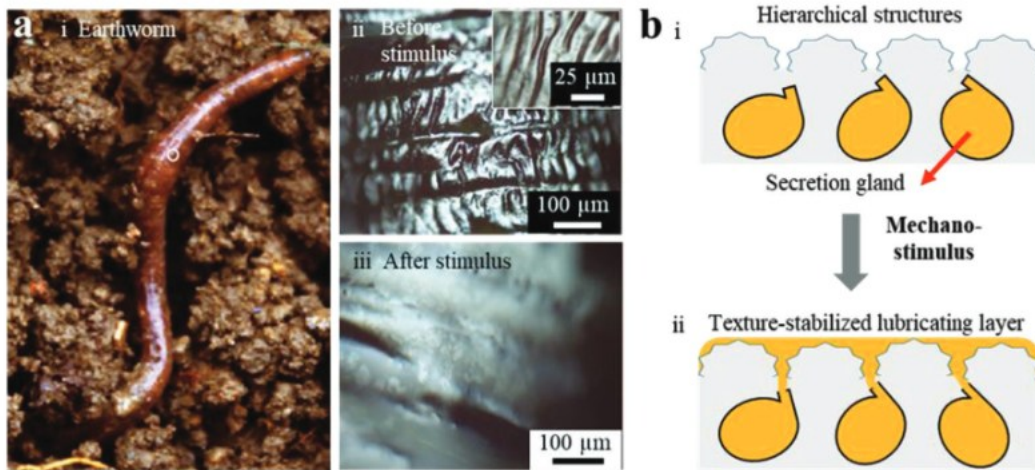 a
i Earthworm
ii Before
stimulus
25 µm
100 µm
iii After stimulus
100 µm
b
i
Hierarchical structures
Secretion gland
Mechano-
stimulus
ii
Texture-stabilized lubricating layer